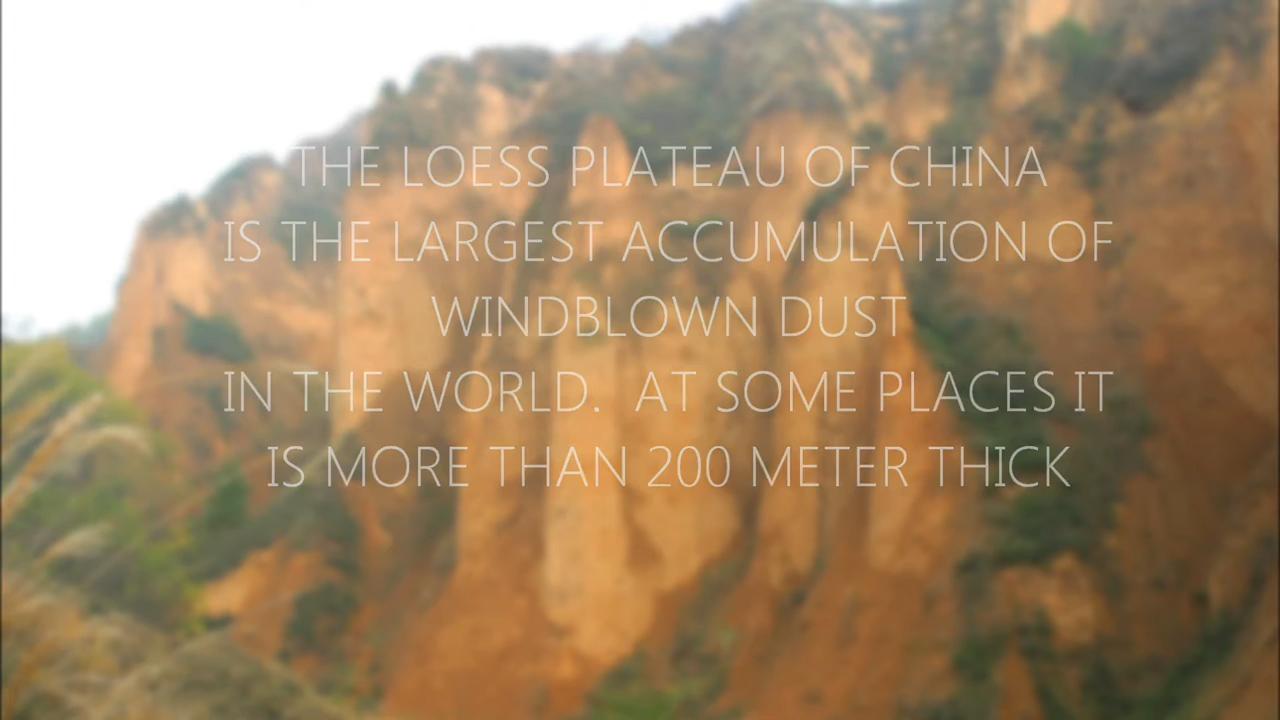 THE LOESS PLATEAU OF CHINA
IS THE LARGEST ACCUMULATION OF
WINDBLOWN DUST
IN THE WORLD.  AT SOME PLACES IT
IS MORE THAN 200 METER THICK